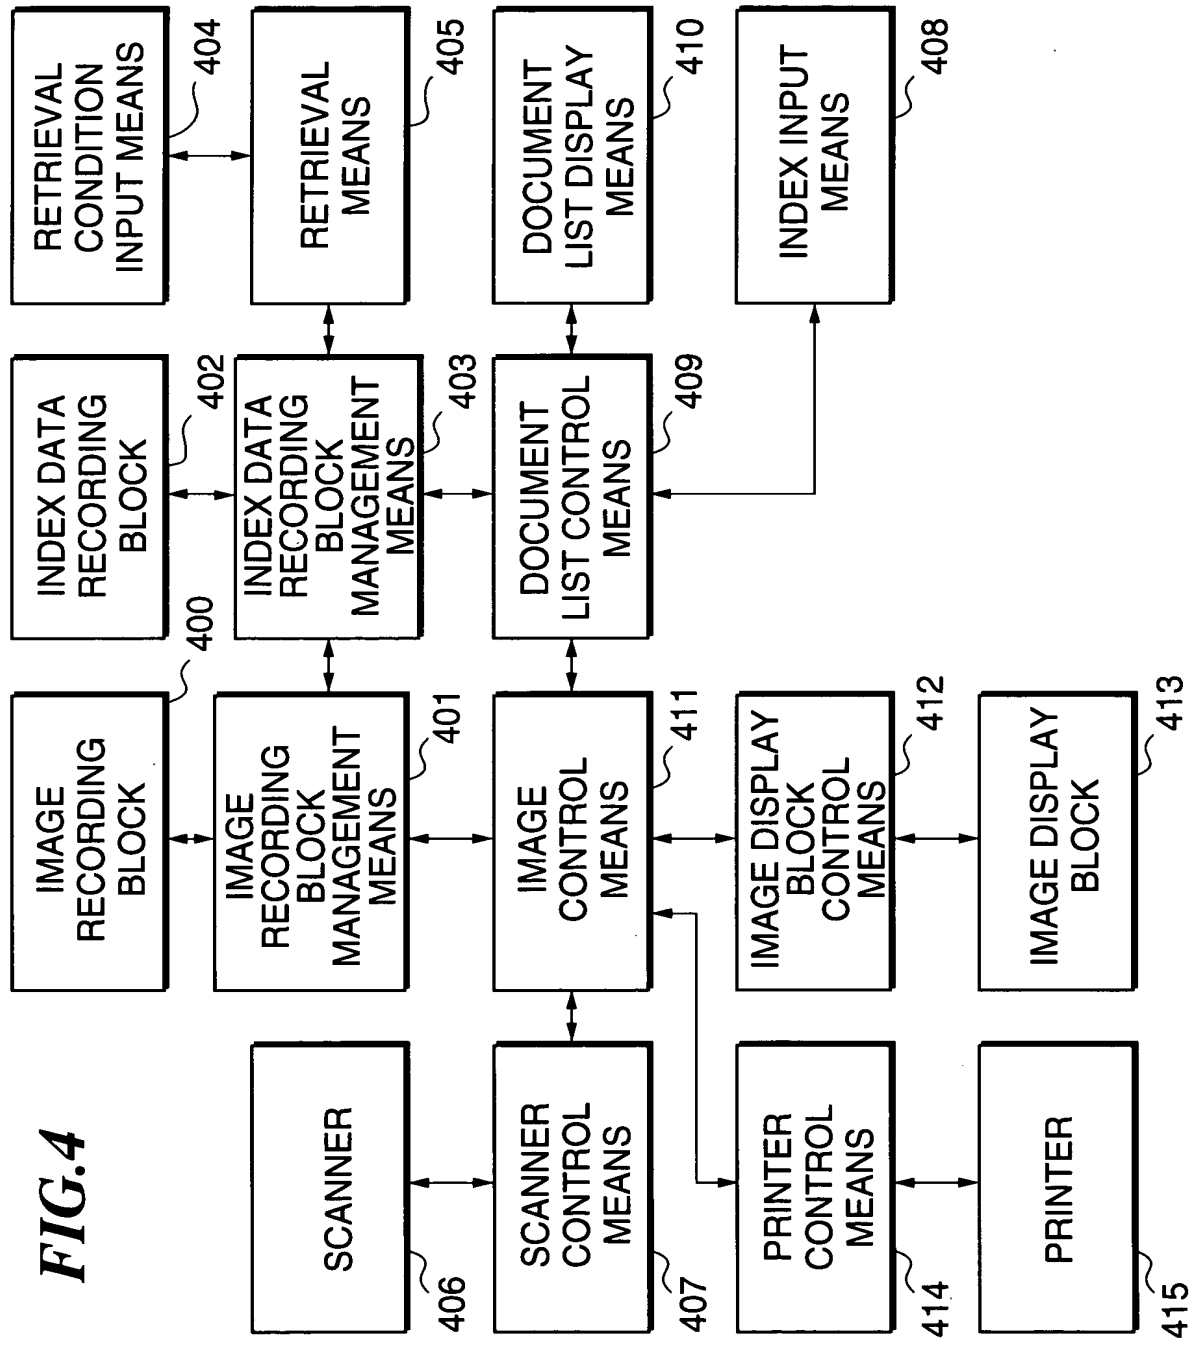 FIG.4
SCANNER
406
SCANNER
CONTROL
MEANS
407
PRINTER
CONTROL
MEANS
414
PRINTER
415
IMAGE
RECORDING
BLOCK
400
IMAGE
RECORDING
BLOCK
MANAGEMENT
MEANS
401
IMAGE
CONTROL
MEANS
411
IMAGE DISPLAY
BLOCK
CONTROL
MEANS
412
IMAGE DISPLAY
BLOCK
413
INDEX DATA
RECORDING
BLOCK
402
INDEX DATA
RECORDING
BLOCK
MANAGEMENT
MEANS
403
DOCUMENT
LIST CONTROL
MEANS
409
RETRIEVAL
CONDITION
INPUT MEANS
404
RETRIEVAL
MEANS
405
DOCUMENT
LIST DISPLAY
MEANS
410
INDEX INPUT
MEANS
408